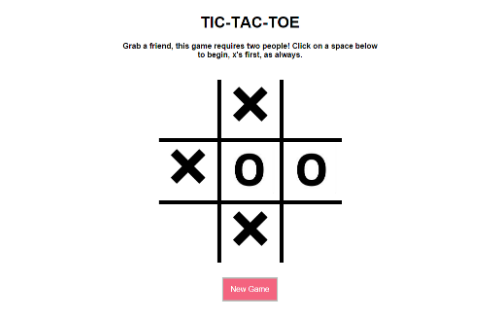 TIC-TAC-TOE
Grab a friend, this game requires two people! Click on a space below
to begin, x's first, as always.
X
X O O
X
New Game